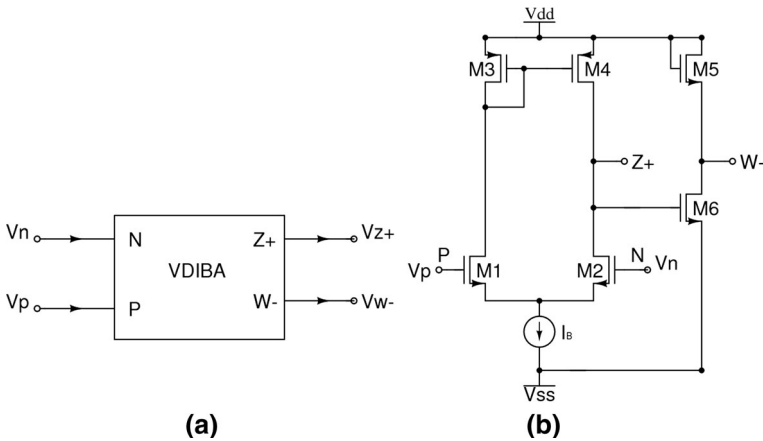 Vn
N
Z+
Vz+
VDIBA
Vp
P
W-
Vw-
(a)
Vdd
M3
M4
M5
Z+
W-
M6
P
Vp
M1
M2
N
Vn
IB
Vss
(b)